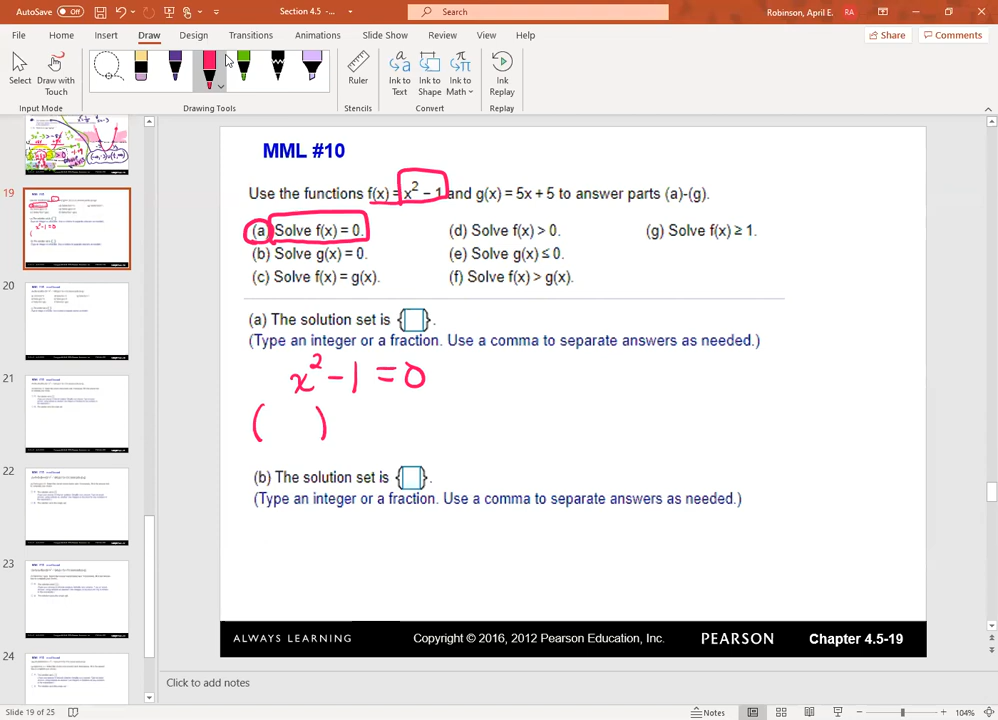 AutoSave Off
Section 4.5 - ...
Search
Robinson, April E.
RA
File Home Insert Draw Design Transitions Animations Slide Show Review View Help
Share
Comments
Select
Draw with Touch
Ruler
Ink to Text
Ink to Shape
Ink to Math
Ink Replay
Input Mode
Drawing Tools
Stencils
Convert
Replay
19
20
21
22
23
24
MML #10
Use the functions f(x) = x² − 1 and g(x) = 5x + 5 to answer parts (a)-(g).
(a) Solve f(x) = 0. (d) Solve f(x) > 0. (g) Solve f(x) ≥ 1.
(b) Solve g(x) = 0. (e) Solve g(x) ≤ 0.
(c) Solve f(x) = g(x). (f) Solve f(x) > g(x).
(a) The solution set is { }.
(Type an integer or a fraction. Use a comma to separate answers as needed.)
x² − 1 = 0
( )
(b) The solution set is { }.
(Type an integer or a fraction. Use a comma to separate answers as needed.)
ALWAYS LEARNING
Copyright © 2016, 2012 Pearson Education, Inc.
PEARSON
Chapter 4.5-19
Click to add notes
Slide 19 of 25
Notes
104%